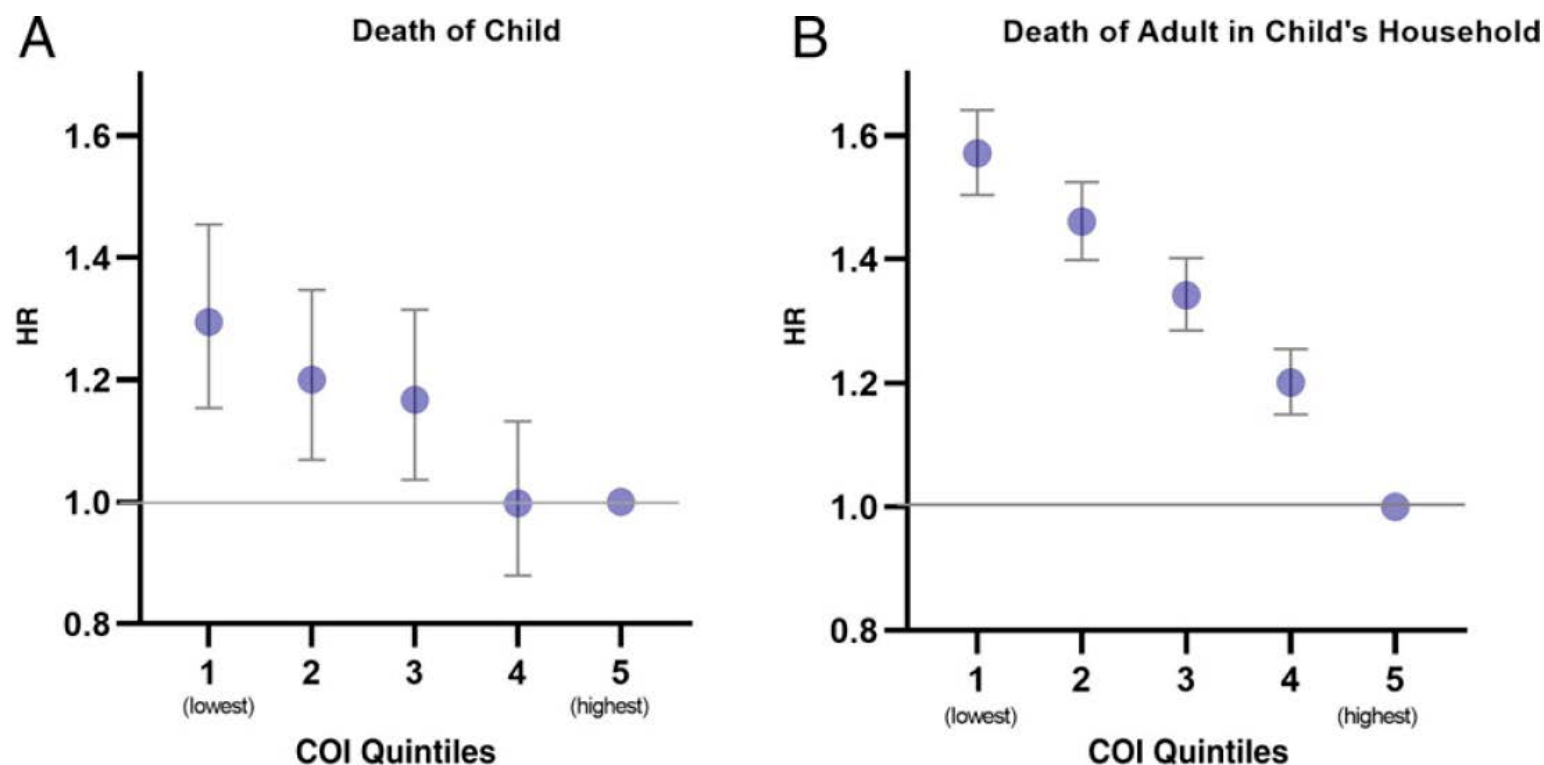 A
Death of Child
HR
1.6
1.4
1.2
1.0
0.8
1
2
3
4
5
(lowest)
(highest)
COI Quintiles
B
Death of Adult in Child's Household
HR
1.6
1.4
1.2
1.0
0.8
1
2
3
4
5
(lowest)
(highest)
COI Quintiles